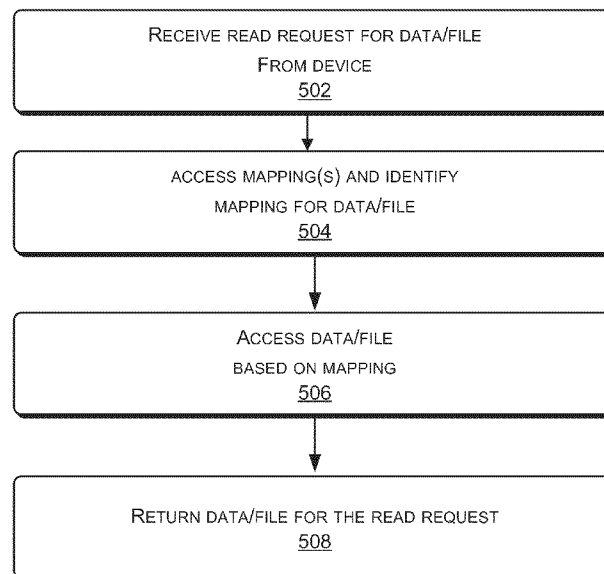 RECEIVE READ REQUEST FOR DATA/FILE
FROM DEVICE
502
ACCESS MAPPING(S) AND IDENTIFY
MAPPING FOR DATA/FILE
504
ACCESS DATA/FILE
BASED ON MAPPING
506
RETURN DATA/FILE FOR THE READ REQUEST
508